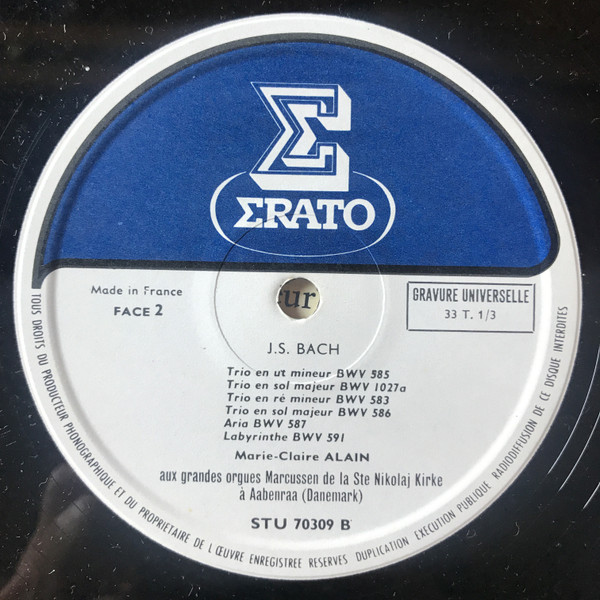 Σ
ΣRATO
Made in France
FACE 2
ur
GRAVURE UNIVERSELLE
33 T. 1/3
J.S. BACH
Trio en ut mineur BWV 585
Trio en sol majeur BWV 1027a
Trio en ré mineur BWV 583
Trio en sol majeur BWV 586
Aria BWV 587
Labyrinthe BWV 591
Marie-Claire ALAIN
aux grandes orgues Marcussen de la Ste Nikolaj Kirke
à Aabenraa (Danemark)
STU 70309 B
TOUS DROITS DU PRODUCTEUR PHONOGRAPHIQUE ET DU PROPRIETAIRE DE L'ŒUVRE ENREGISTREE RESERVES DUPLICATION EXECUTION PUBLIQUE RADIODIFFUSION DE CE DISQUE INTERDITES